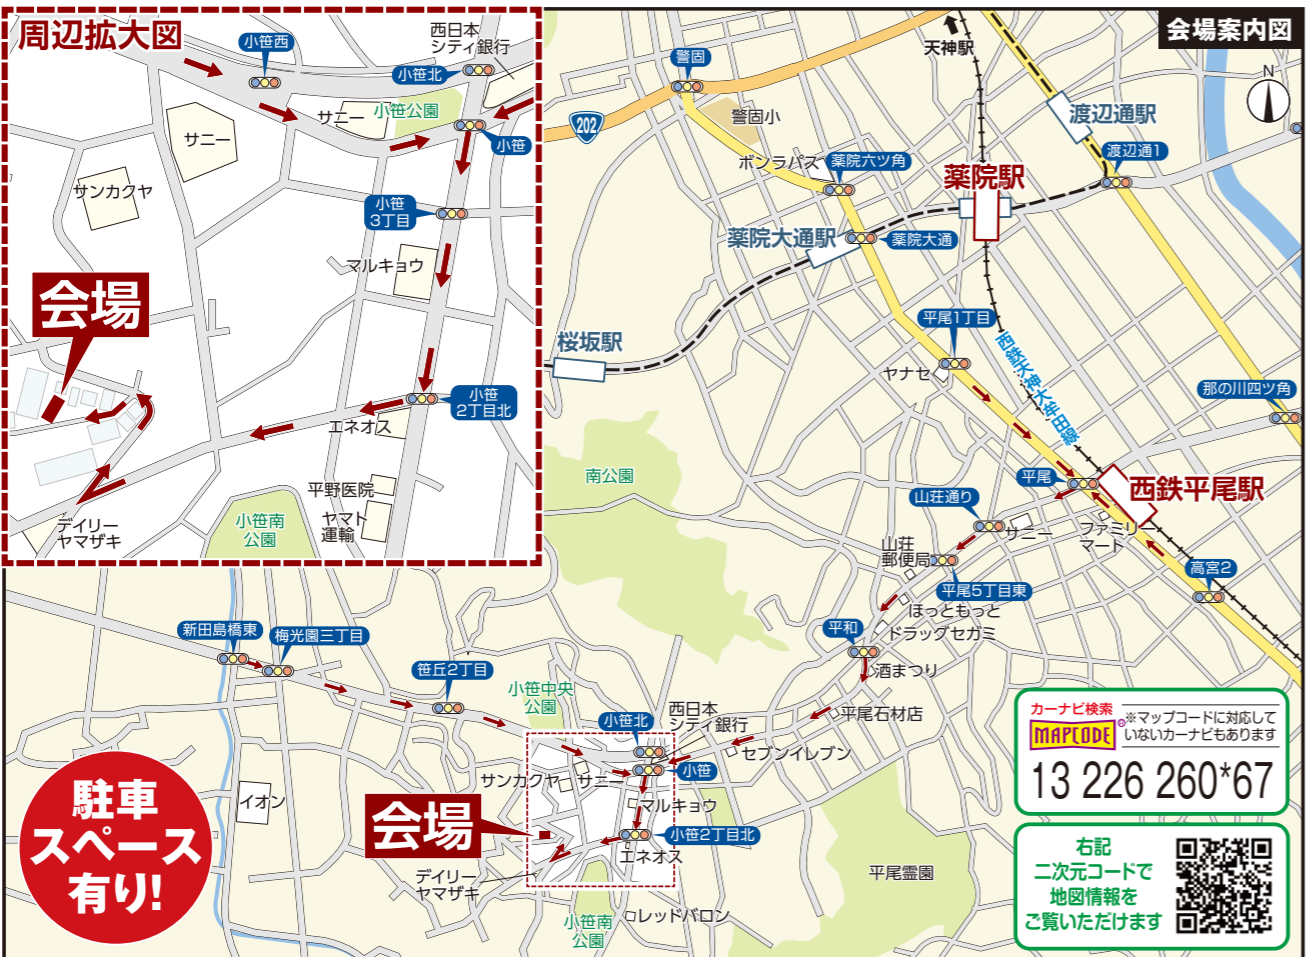 会場案内図
周辺拡大図
小笹西
西日本
シティ銀行
小笹北
サニー
小笹公園
サニー
小笹
サンカクヤ
小笹
3丁目
マルキョウ
会場
小笹
2丁目北
エネオス
平野医院
ヤマト
運輸
小笹南
公園
デイリー
ヤマザキ
天神駅
N
警固
202
警固小
渡辺通駅
渡辺通1
ボンラパス
薬院六ツ角
薬院駅
薬院大通駅
薬院大通
桜坂駅
平尾1丁目
ヤナセ
西鉄天神大牟田線
那の川四ツ角
南公園
平尾
西鉄平尾駅
山荘通り
サニー
ファミリー
マート
山荘
郵便局
高宮2
平尾5丁目東
ほっともっと
ドラッグセガミ
平和
酒まつり
平尾石材店
セブンイレブン
新田島橋東
梅光園三丁目
笹丘2丁目
小笹中央
公園
西日本
シティ銀行
小笹北
小笹
サンカクヤ
サニー
マルキョウ
会場
小笹2丁目北
エネオス
デイリー
ヤマザキ
イオン
小笹南
公園
レッドバロン
平尾霊園
駐車
スペース
有り!
カーナビ検索
MAPCODE®
※マップコードに対応して
いないカーナビもあります
13 226 260*67
右記
二次元コードで
地図情報を
ご覧いただけます